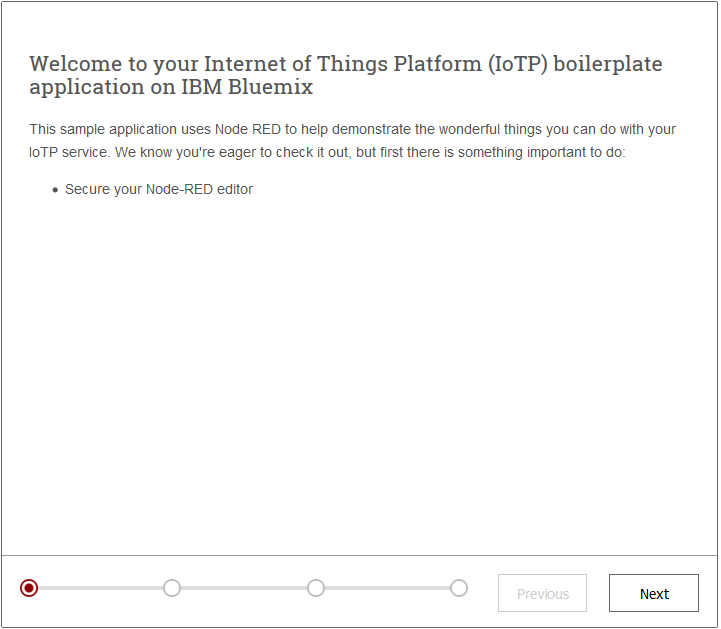 Welcome to your Internet of Things Platform (IoTP) boilerplate
application on IBM Bluemix
This sample application uses Node RED to help demonstrate the wonderful things you can do with your
IoTP service. We know you're eager to check it out, but first there is something important to do:
• Secure your Node-RED editor
Previous
Next